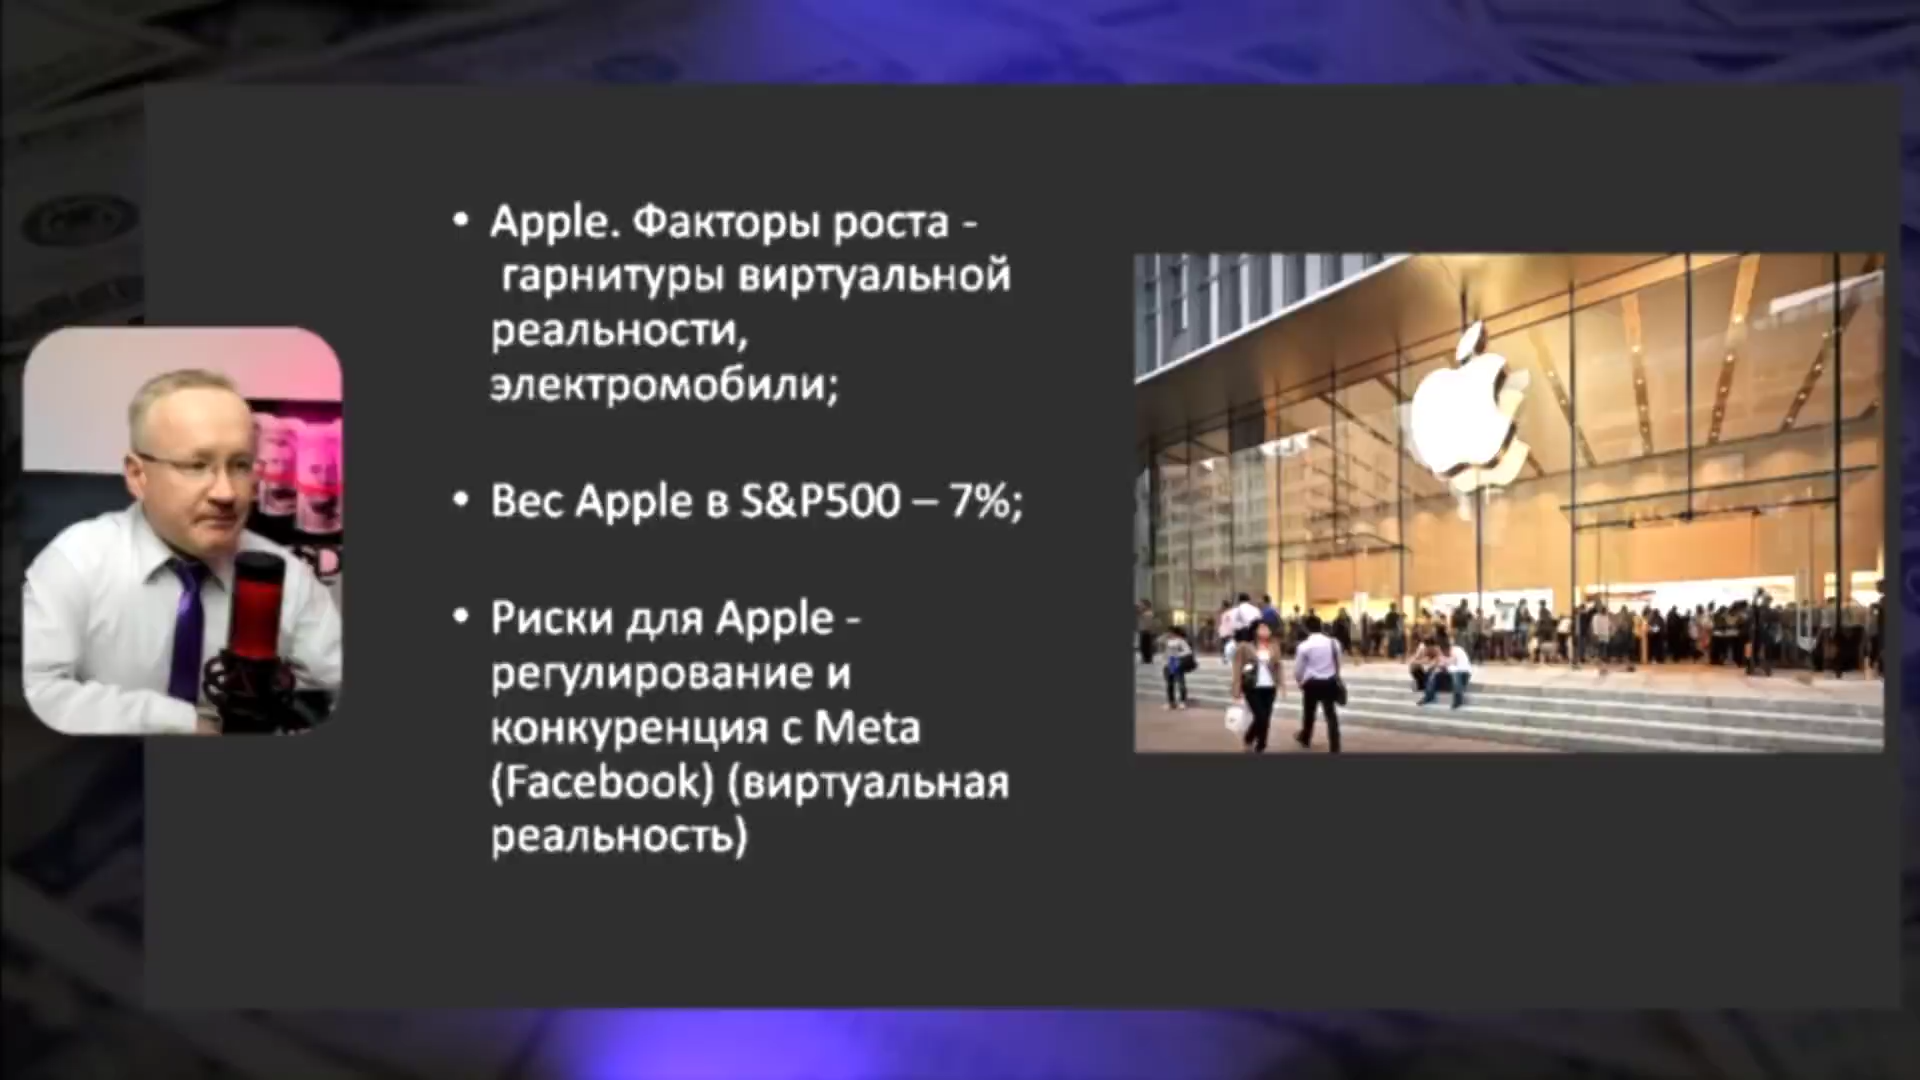 • Apple. Факторы роста -
гарнитуры виртуальной
реальности,
электромобили;
• Вес Apple в S&P500 – 7%;
• Риски для Apple -
регулирование и
конкуренция с Meta
(Facebook) (виртуальная
реальность)